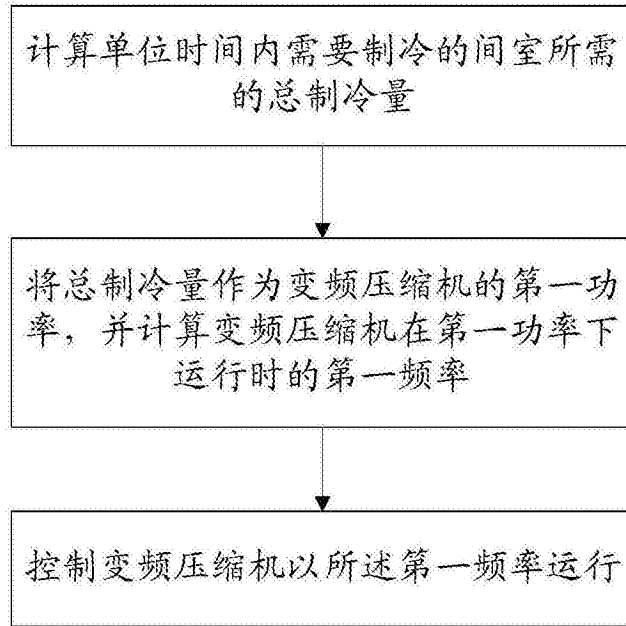 计算单位时间内需要制冷的间室所需
的总制冷量
将总制冷量作为变频压缩机的第一功
率，并计算变频压缩机在第一功率下
运行时的第一频率
控制变频压缩机以所述第一频率运行